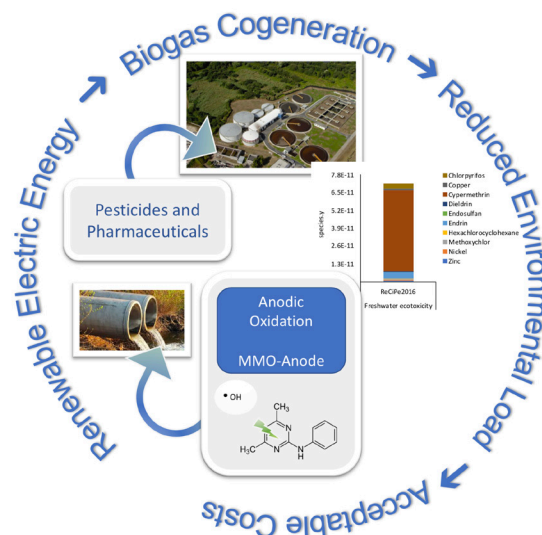 Renewable Electric Energy
Biogas Cogeneration
Reduced Environmental Load
Acceptable Costs
Pesticides and
Pharmaceuticals
7.8E-11
6.5E-11
5.2E-11
3.9E-11
2.6E-11
1.3E-11
species.y
ReCiPe2016
Freshwater ecotoxicity
Chlorpyrifos
Copper
Cypermethrin
Dieldrin
Endosulfan
Endrin
Hexachlorocyclohexane
Methoxychlor
Nickel
Zinc
Anodic
Oxidation
MMO-Anode
• OH
CH₃
N
N
H₃C
N
H